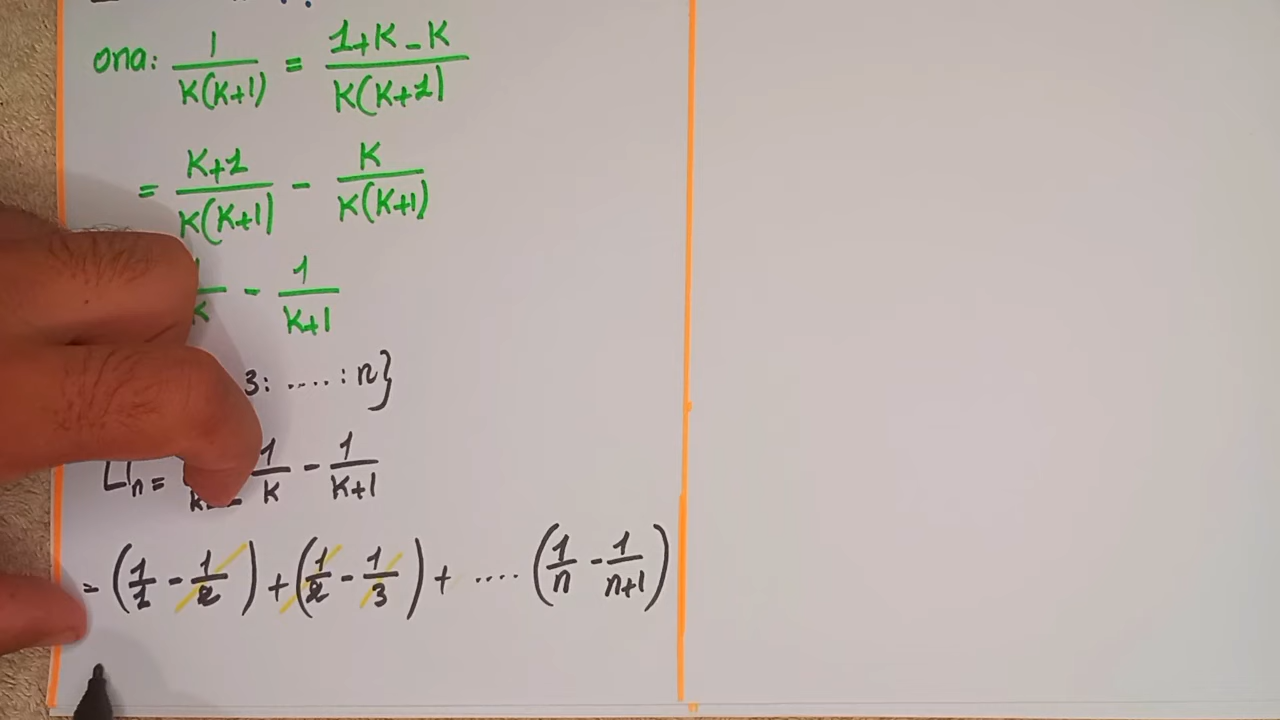 ona: 1/K(K+1) = 1+K-K/K(K+1)
= K+1/K(K+1) - K/K(K+1)
K - 1/K+1
3: ....: n}
Un= 1/K - 1/K+1
= (1/1 - 1/2) + (1/2 - 1/3) + .... (1/n - 1/n+1)